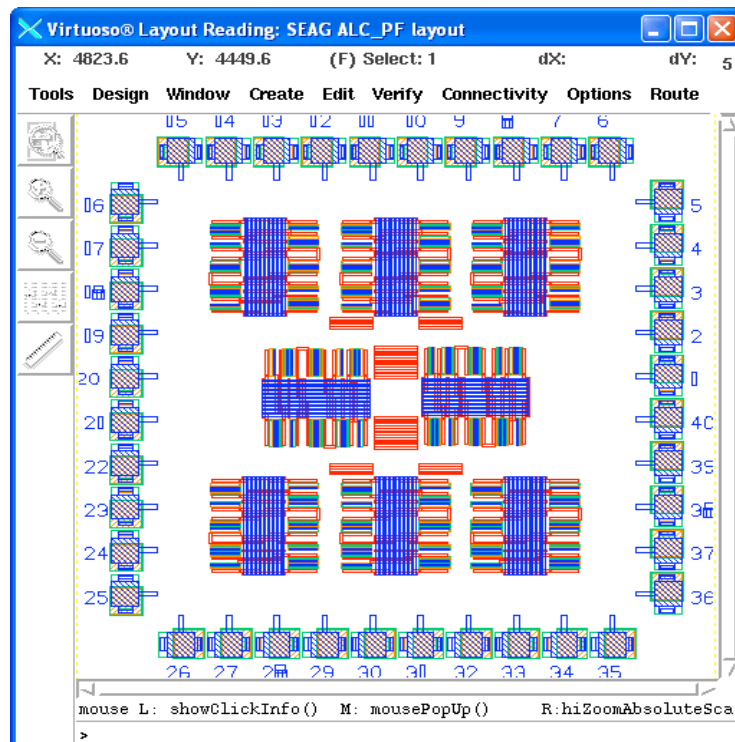 Virtuoso® Layout Reading: SEAG ALC_PF layout
X: 4823.6 Y: 4449.6 (F) Select: 1 dX: dY: 5
Tools Design Window Create Edit Verify Connectivity Options Route
9 7 6
5
4
3
2
20
22
39
23
24
37
25
36
26 27 29 30 32 33 34 35
mouse L: showClickInfo() M: mousePopUp() R:hiZoomAbsoluteSca
>